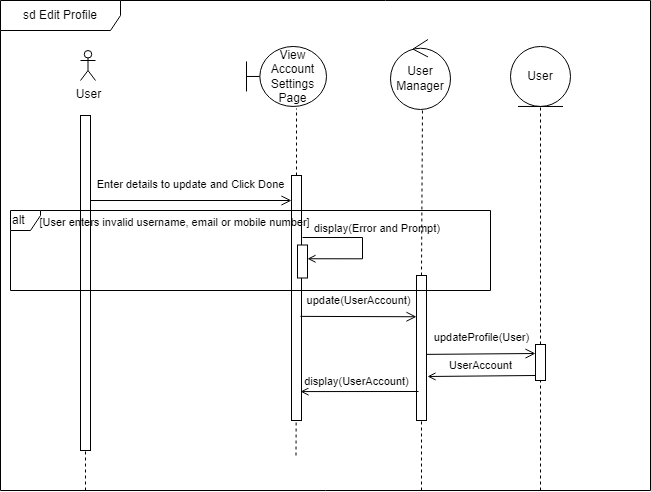 sd Edit Profile
User
View
Account
Settings
Page
User
Manager
User
Enter details to update and Click Done
alt
[User enters invalid username, email or mobile number]
display(Error and Prompt)
update(UserAccount)
updateProfile(User)
UserAccount
display(UserAccount)